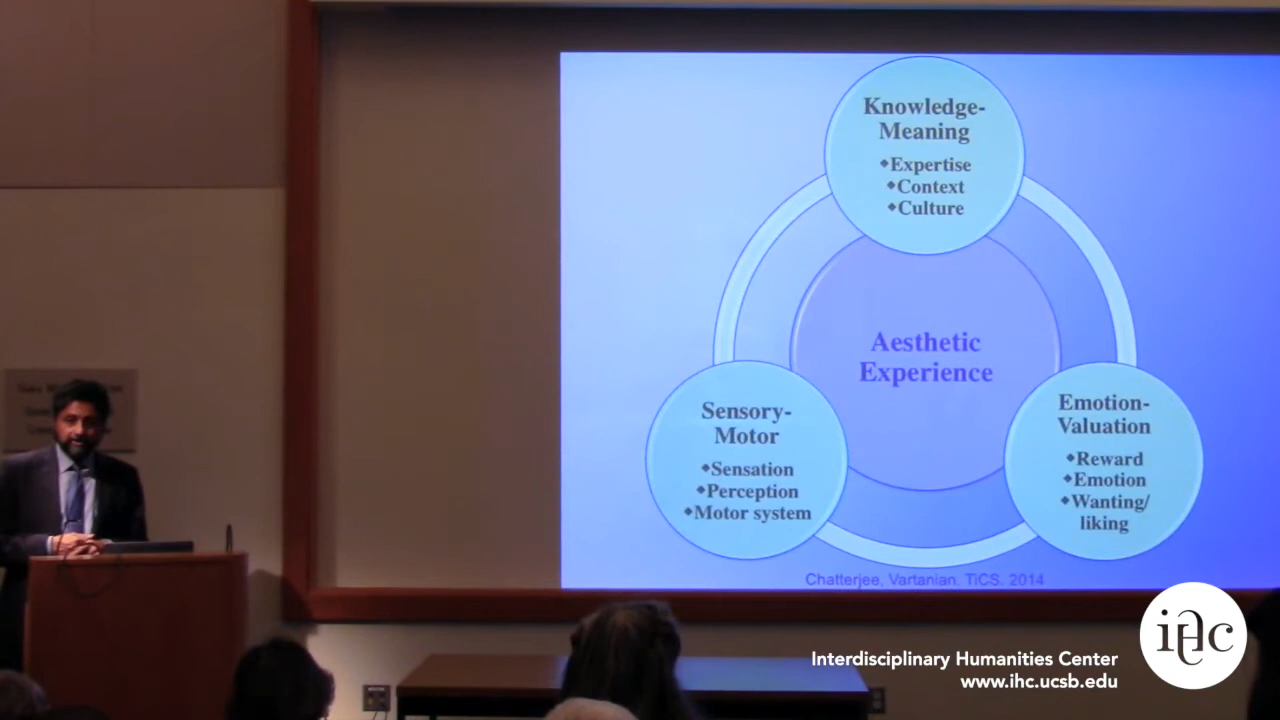 Knowledge-
Meaning
◆Expertise
◆Context
◆Culture
Aesthetic
Experience
Sensory-
Motor
◆Sensation
◆Perception
◆Motor system
Emotion-
Valuation
◆Reward
◆Emotion
◆Wanting/
liking
Chatterjee, Vartanian. TiCS. 2014
Interdisciplinary Humanities Center
www.ihc.ucsb.edu
ihc